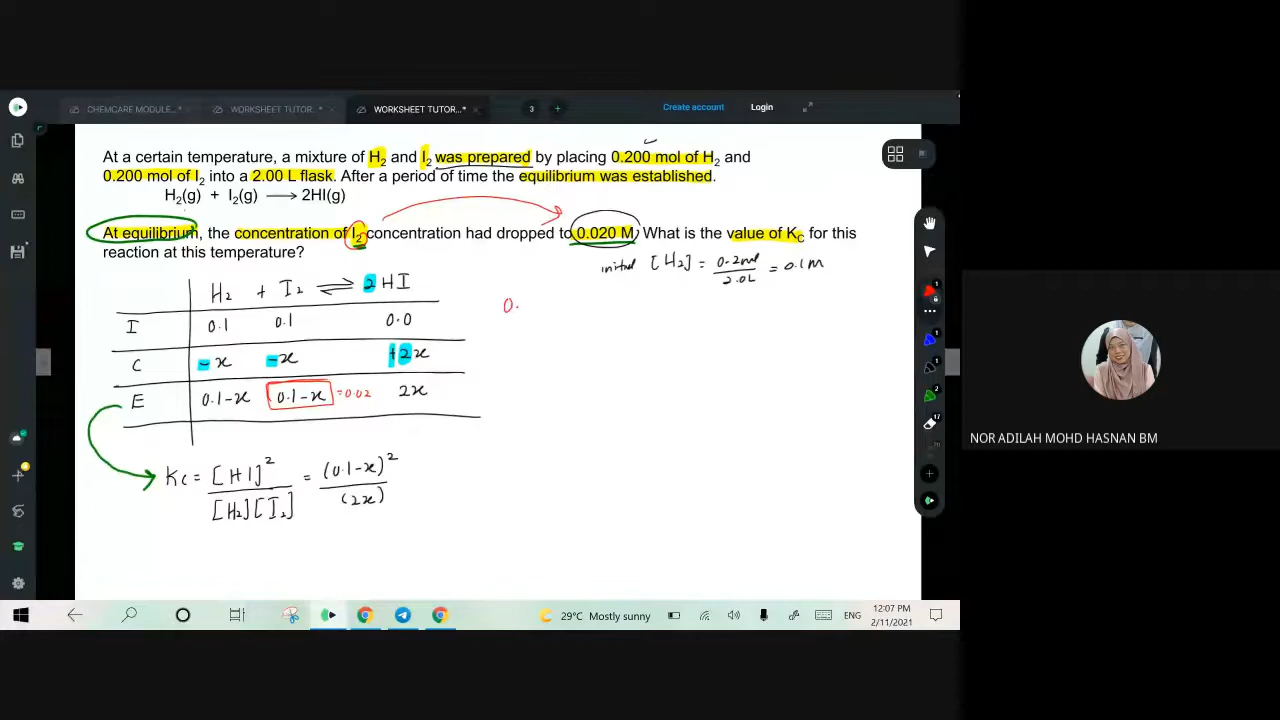 CHEMCARE MODULE...*
WORKSHEET TUTOR...*
WORKSHEET TUTOR...*
3
+
Create account
Login
At a certain temperature, a mixture of H₂ and I₂ was prepared by placing 0.200 mol of H₂ and
0.200 mol of I₂ into a 2.00 L flask. After a period of time the equilibrium was established.
H₂(g) + I₂(g) ⟶ 2HI(g)
At equilibrium, the concentration of I₂ concentration had dropped to 0.020 M. What is the value of K_C for this
reaction at this temperature?
initial [H₂] = 0.2mol / 2.0L = 0.1M
H₂ + I₂ ⇌ 2HI
0.
I 0.1 0.1 0.0
C -x -x +2x
E 0.1-x 0.1-x =0.02 2x
Kc = [HI]² / [H₂][I₂] = (0.1-x)² / (2x)
NOR ADILAH MOHD HASNAN BM
29°C Mostly sunny
ENG
12:07 PM
2/11/2021